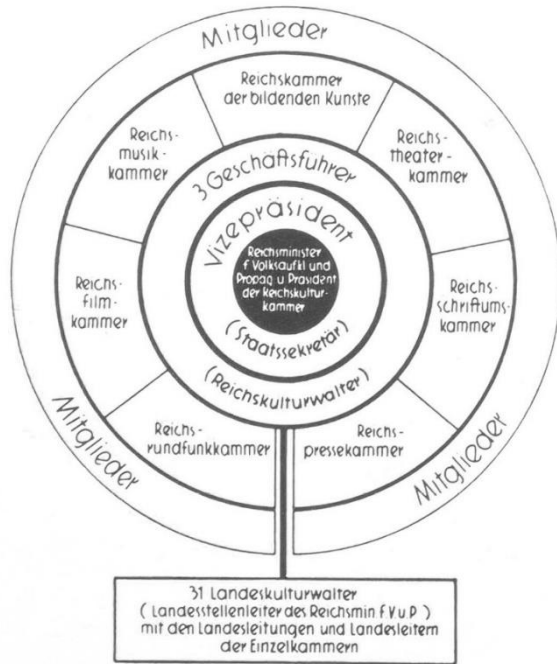 Mitglieder
Reichskammer
der bildenden Kunste
Reichs-
musik-
kammer
Reichs-
theater-
kammer
3 Geschäftsführer
Vizepräsident
Reichsminister
f Volksaufkl und
Propag u Präsident
der Reichskultur-
kammer
(Staatssekretär)
(Reichskulturwalter)
Reichs-
film-
kammer
Reichs-
schriftums-
kammer
Reichs-
rundfunkkammer
Reichs-
pressekammer
Mitglieder
Mitglieder
31 Landeskulturwalter
( Landesstellenleiter des Reichsmin f V u P )
mit den Landesleitungen und Landesleitern
der Einzelkammern